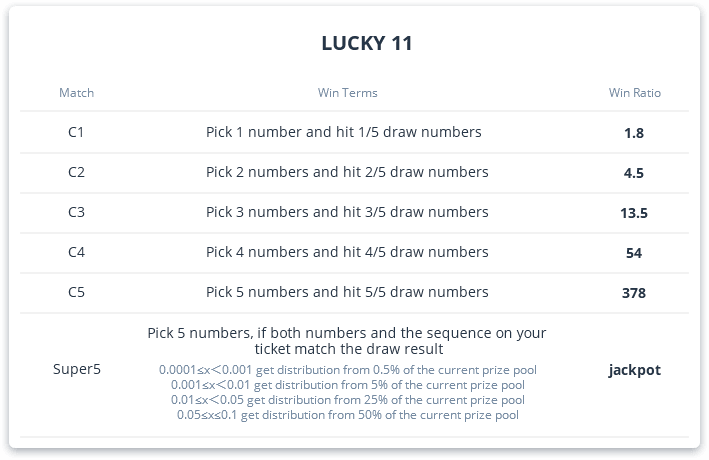 LUCKY 11
Match Win Terms Win Ratio
C1 Pick 1 number and hit 1/5 draw numbers 1.8
C2 Pick 2 numbers and hit 2/5 draw numbers 4.5
C3 Pick 3 numbers and hit 3/5 draw numbers 13.5
C4 Pick 4 numbers and hit 4/5 draw numbers 54
C5 Pick 5 numbers and hit 5/5 draw numbers 378
Pick 5 numbers, if both numbers and the sequence on your
ticket match the draw result
Super5 0.0001≤x＜0.001 get distribution from 0.5% of the current prize pool jackpot
0.001≤x＜0.01 get distribution from 5% of the current prize pool
0.01≤x＜0.05 get distribution from 25% of the current prize pool
0.05≤x≤0.1 get distribution from 50% of the current prize pool